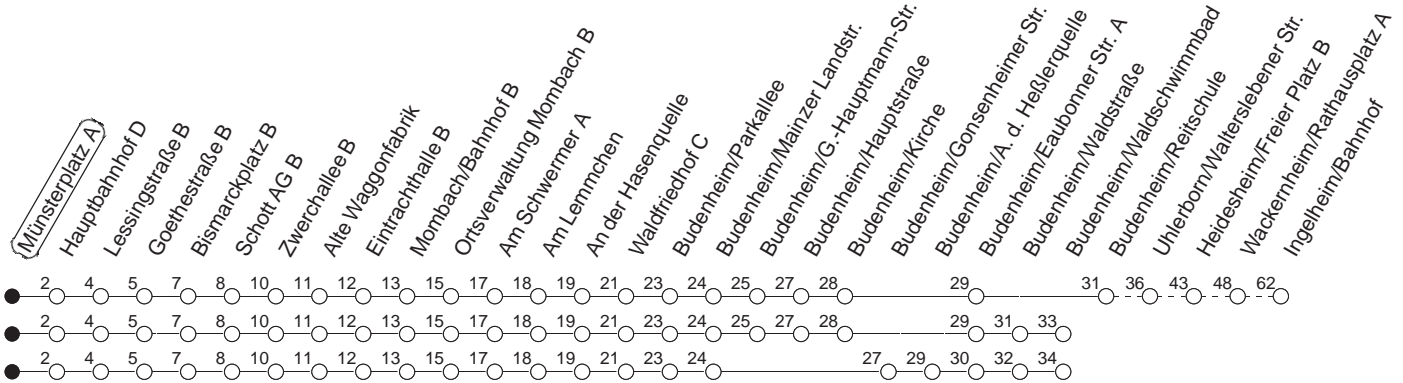 Münsterplatz A
Hauptbahnhof D
Lessingstraße B
Goethestraße B
Bismarckplatz B
Schott AG B
Zwerchallee B
Alte Waggonfabrik
Eintrachthalle B
Mombach/Bahnhof B
Ortsverwaltung Mombach B
Am Schwermer A
Am Lemmchen
An der Hasenquelle
Waldfriedhof C
Budenheim/Parkallee
Budenheim/Mainzer Landstr.
Budenheim/G.-Hauptmann-Str.
Budenheim/Hauptstraße
Budenheim/Kirche
Budenheim/Gonsenheimer Str.
Budenheim/A. d. Heßlerquelle
Budenheim/Eaubonner Str. A
Budenheim/Waldstraße
Budenheim/Waldschwimmbad
Budenheim/Reitschule
Uhlerborn/Walterslebener Str.
Heidesheim/Freier Platz B
Wackernheim/Rathausplatz A
Ingelheim/Bahnhof
2 4 5 7 8 10 11 12 13 15 17 18 19 21 23 24 25 27 28 29 31 36 43 48 62
2 4 5 7 8 10 11 12 13 15 17 18 19 21 23 24 25 27 28 29 31 33
2 4 5 7 8 10 11 12 13 15 17 18 19 21 23 24 27 29 30 32 34